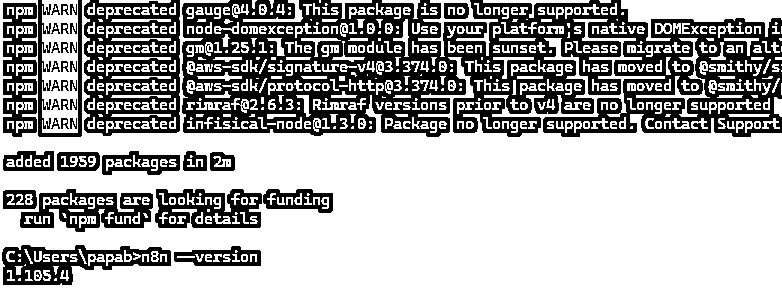 npm WARN deprecated gauge@4.0.4: This package is no longer supported.
npm WARN deprecated node-domexception@1.0.0: Use your platform's native DOMException i
npm WARN deprecated gm@1.25.1: The gm module has been sunset. Please migrate to an alt
npm WARN deprecated @aws-sdk/signature-v4@3.374.0: This package has moved to @smithy/s
npm WARN deprecated @aws-sdk/protocol-http@3.374.0: This package has moved to @smithy/
npm WARN deprecated rimraf@2.6.3: Rimraf versions prior to v4 are no longer supported
npm WARN deprecated infisical-node@1.3.0: Package no longer supported. Contact Support
added 1959 packages in 2m
228 packages are looking for funding
run `npm fund` for details
C:\Users\papab>n8n --version
1.105.4